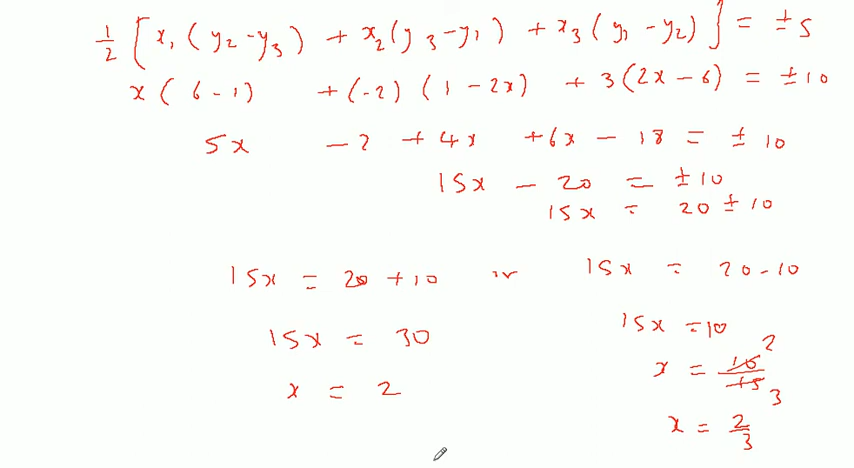 1/2 [x₁(y₂-y₃) + x₂(y₃-y₁) + x₃(y₁-y₂)] = ±5
x(6-1) +(-2)(1-2x) + 3(2x-6) = ±10
5x -2 + 4x +6x - 18 = ±10
15x - 20 = ±10
15x = 20 ± 10
15x = 20 + 10 or 15x = 20-10
15x = 30 15x = 10
x = 10/15 2 3
x = 2
x = 2/3